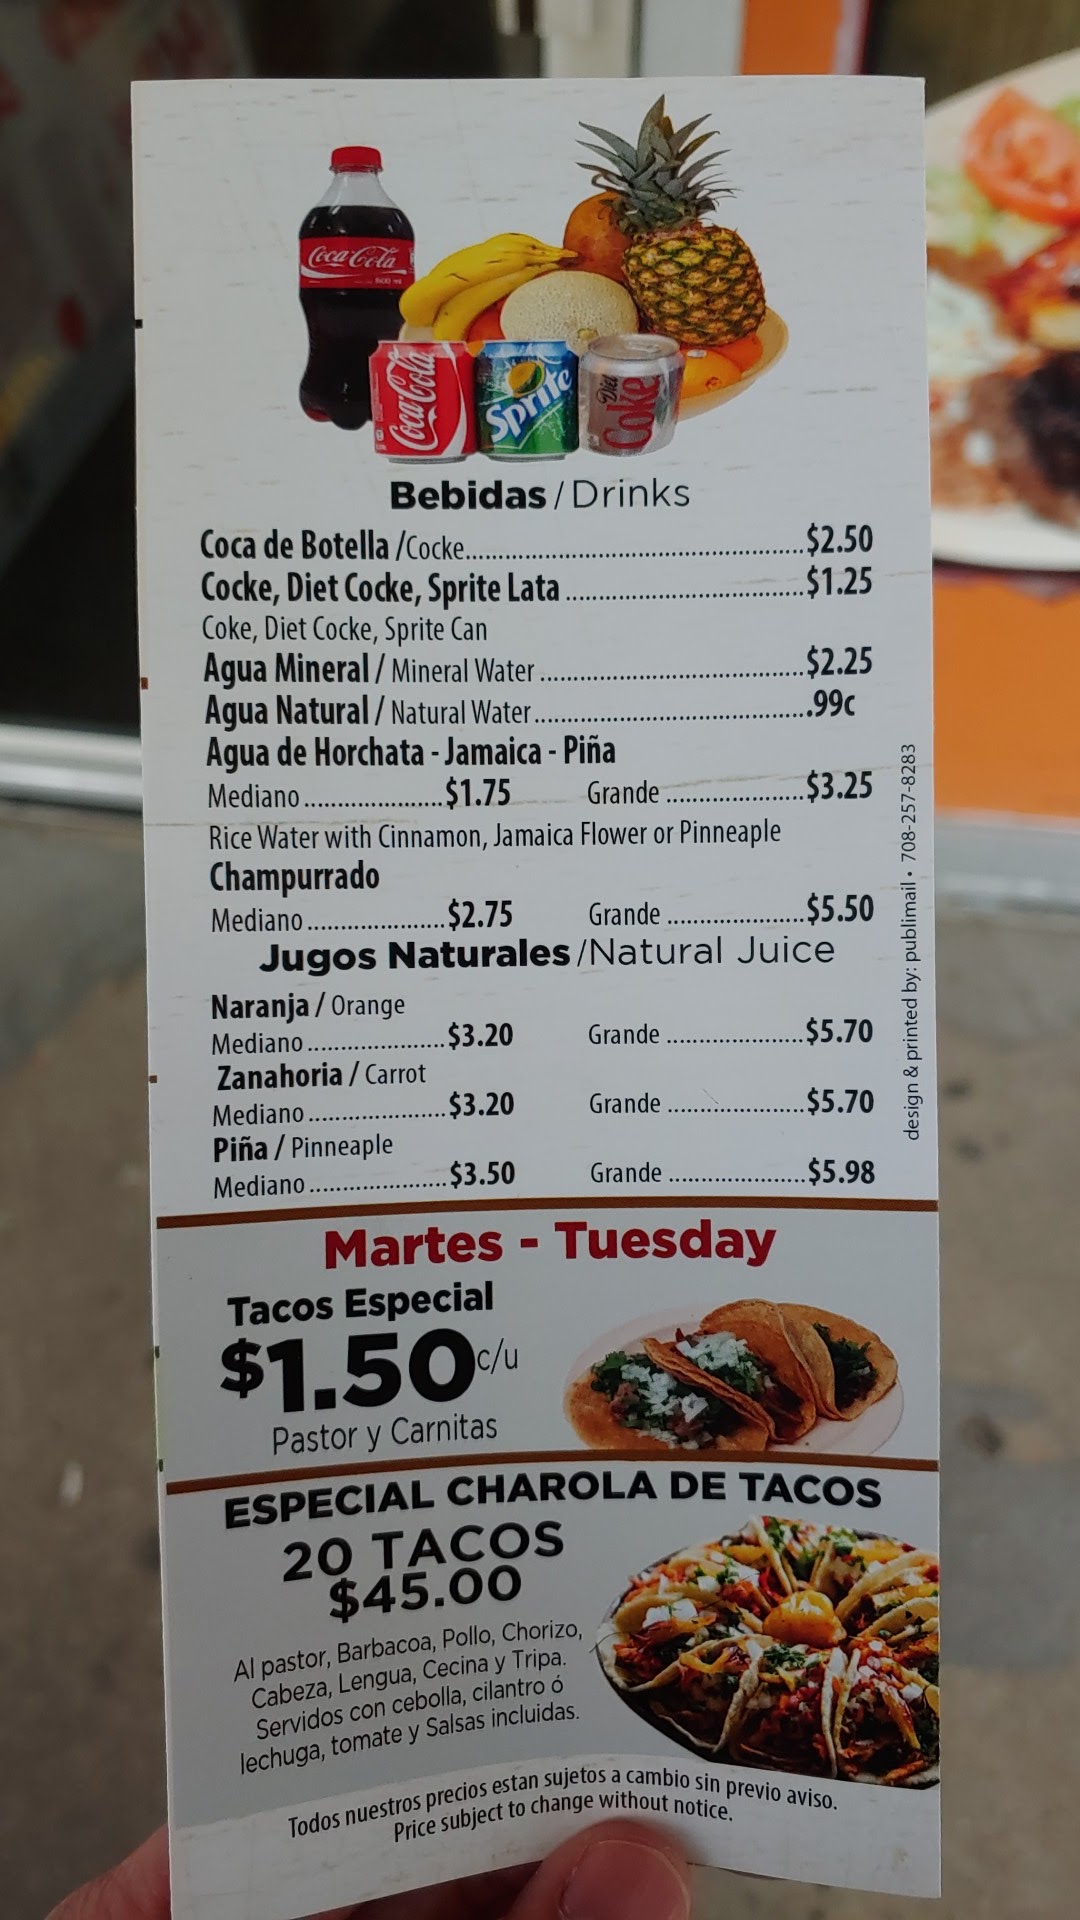 Coca-Cola
Coca-Cola
Sprite
Diet
Coke
Bebidas / Drinks
Coca de Botella /Cocke..........$2.50
Cocke, Diet Cocke, Sprite Lata..........$1.25
Coke, Diet Cocke, Sprite Can
Agua Mineral / Mineral Water..........$2.25
Agua Natural / Natural Water...........99c
Agua de Horchata - Jamaica - Piña
Mediano..........$1.75 Grande..........$3.25
Rice Water with Cinnamon, Jamaica Flower or Pinneaple
Champurrado
Mediano..........$2.75 Grande..........$5.50
Jugos Naturales /Natural Juice
Naranja / Orange
Mediano..........$3.20 Grande..........$5.70
Zanahoria / Carrot
Mediano..........$3.20 Grande..........$5.70
Piña / Pinneaple
Mediano..........$3.50 Grande..........$5.98
design & printed by: publimail • 708-257-8283
Martes - Tuesday
Tacos Especial
$1.50 c/u
Pastor y Carnitas
ESPECIAL CHAROLA DE TACOS
20 TACOS
$45.00
Al pastor, Barbacoa, Pollo, Chorizo,
Cabeza, Lengua, Cecina y Tripa.
Servidos con cebolla, cilantro ó
lechuga, tomate y Salsas incluidas.
Todos nuestros precios estan sujetos a cambio sin previo aviso.
Price subject to change without notice.